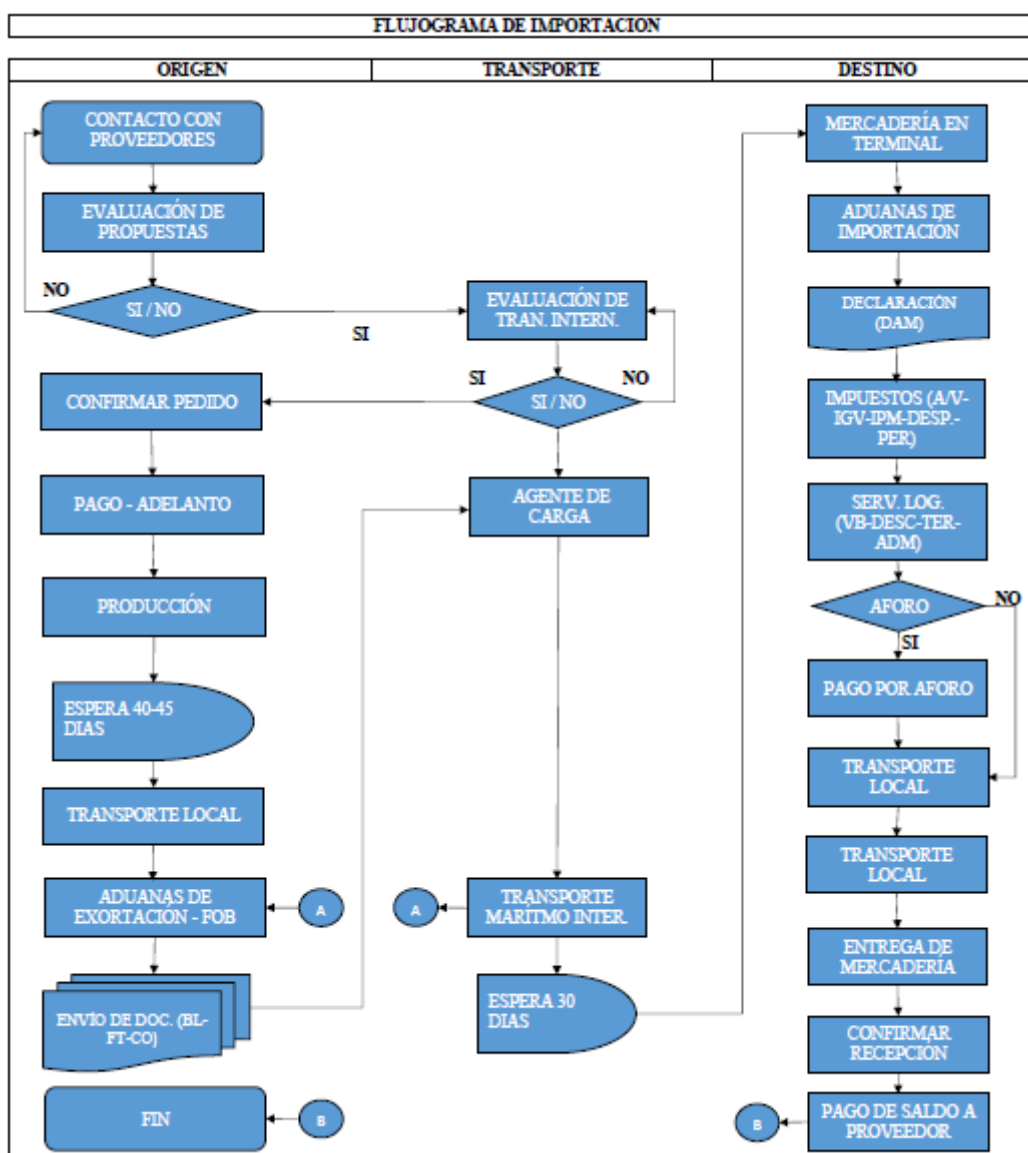 FLUJOGRAMA DE IMPORTACION
ORIGEN
TRANSPORTE
DESTINO
CONTACTO CON
PROVEEDORES
EVALUACIÓN DE
PROPUESTAS
NO
SI / NO
SI
CONFIRMAR PEDIDO
PAGO - ADELANTO
PRODUCCIÓN
ESPERA 40-45
DIAS
TRANSPORTE LOCAL
ADUANAS DE
EXORTACIÓN - FOB
A
ENVÍO DE DOC. (BL-
FT-CO)
FIN
B
EVALUACIÓN DE
TRAN. INTERN.
SI
NO
SI / NO
AGENTE DE
CARGA
A
TRANSPORTE
MARÍTMO INTER.
ESPERA 30
DIAS
MERCADERÍA EN
TERMINAL
ADUANAS DE
IMPORTACIÓN
DECLARACIÓN
(DAM)
IMPUESTOS (A/V-
IGV-IPM-DESP.-
PER)
SERV. LOG.
(VB-DESC-TER-
ADM)
AFORO
NO
SI
PAGO POR AFORO
TRANSPORTE
LOCAL
TRANSPORTE
LOCAL
ENTREGA DE
MERCADERÍA
CONFIRMAR
RECEPCIÓN
B
PAGO DE SALDO A
PROVEEDOR